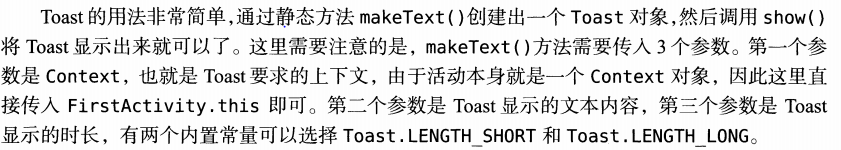 Toast 的用法非常简单,通过静态方法 makeText()创建出一个 Toast 对象,然后调用 show()
将 Toast 显示出来就可以了。这里需要注意的是，makeText()方法需要传入 3 个参数。第一个参
数是 Context，也就是 Toast 要求的上下文，由于活动本身就是一个 Context 对象，因此这里直
接传入 FirstActivity.this 即可。第二个参数是 Toast 显示的文本内容，第三个参数是 Toast
显示的时长，有两个内置常量可以选择 Toast.LENGTH_SHORT 和 Toast.LENGTH_LONG。